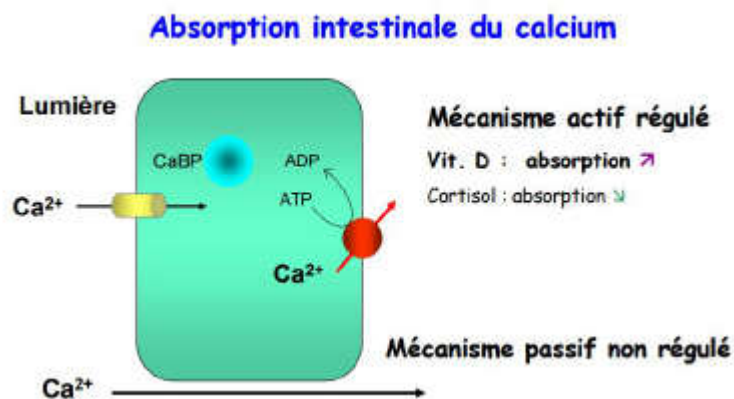 Absorption intestinale du calcium
Lumière
Mécanisme actif régulé
CaBP
ADP
Vit. D : absorption ↗
Ca²⁺
ATP
Cortisol : absorption ↘
Ca²⁺
Mécanisme passif non régulé
Ca²⁺